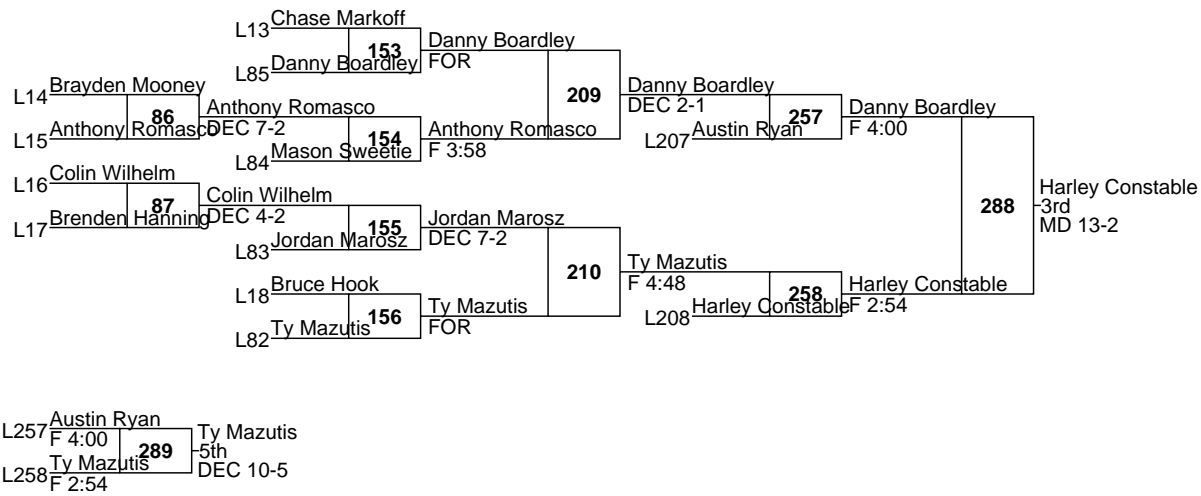 L13 Chase Markoff
153
L85 Danny Boardley
Danny Boardley
FOR
L14 Brayden Mooney
86
L15 Anthony Romasco
Anthony Romasco
DEC 7-2
154
L84 Mason Sweetie
Anthony Romasco
F 3:58
209
Danny Boardley
DEC 2-1
257
L207 Austin Ryan
Danny Boardley
F 4:00
L16 Colin Wilhelm
87
L17 Brenden Hanning
Colin Wilhelm
DEC 4-2
155
L83 Jordan Marosz
Jordan Marosz
DEC 7-2
L18 Bruce Hook
156
L82 Ty Mazutis
Ty Mazutis
FOR
210
Ty Mazutis
F 4:48
258
L208 Harley Constable
Harley Constable
F 2:54
288
Harley Constable
3rd
MD 13-2
L257 Austin Ryan
F 4:00
289
L258 Ty Mazutis
F 2:54
Ty Mazutis
5th
DEC 10-5